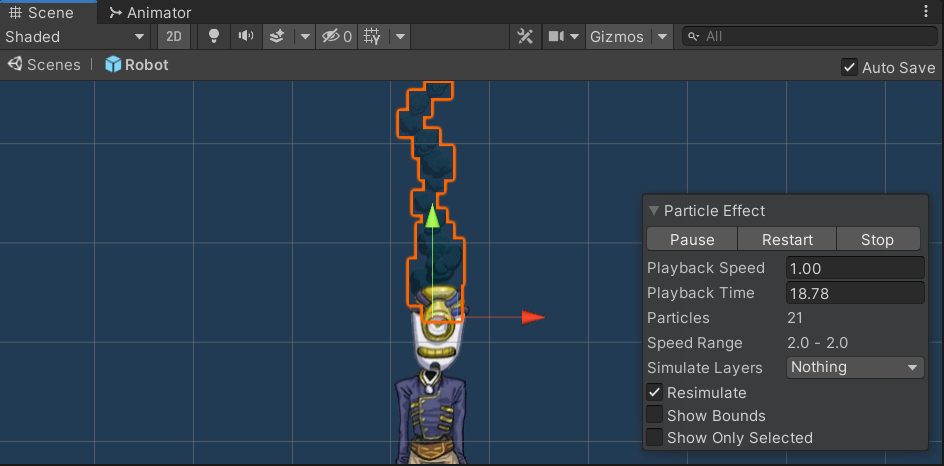 Scene Animator
Shaded 2D 0 Gizmos All
Scenes Robot Auto Save
Particle Effect
Pause Restart Stop
Playback Speed 1.00
Playback Time 18.78
Particles 21
Speed Range 2.0 - 2.0
Simulate Layers Nothing
Resimulate
Show Bounds
Show Only Selected